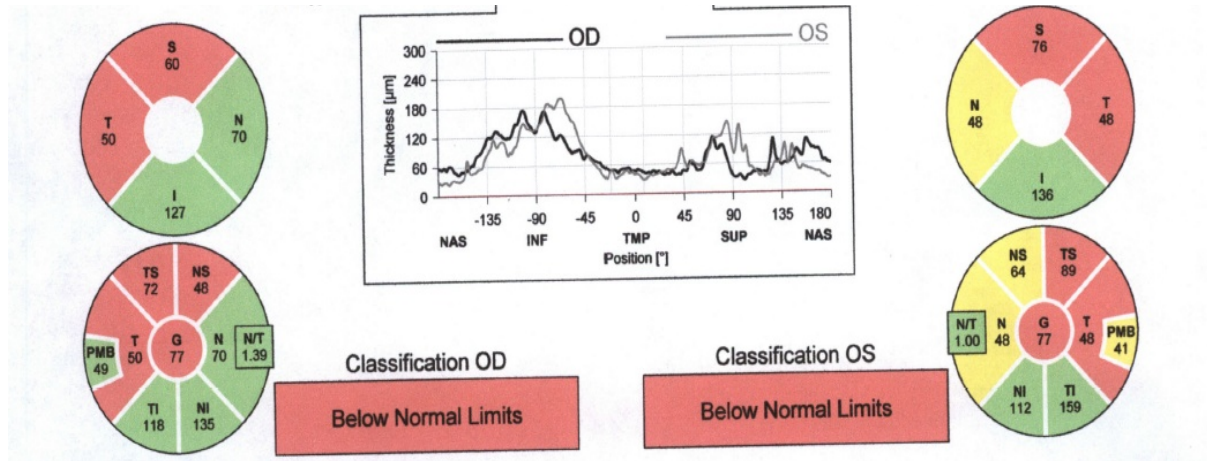 S
60
T
50
N
70
I
127
OD
OS
Thickness [µm]
300
240
180
120
60
0
-135
-90
-45
0
45
90
135
180
NAS
INF
TMP
SUP
NAS
Position [°]
S
76
N
48
T
48
I
136
TS
72
NS
48
PMB
49
T
50
G
77
N
70
N/T
1.39
TI
118
NI
135
Classification OD
Below Normal Limits
Classification OS
Below Normal Limits
NS
64
TS
89
N/T
1.00
N
48
G
77
T
48
PMB
41
NI
112
TI
159